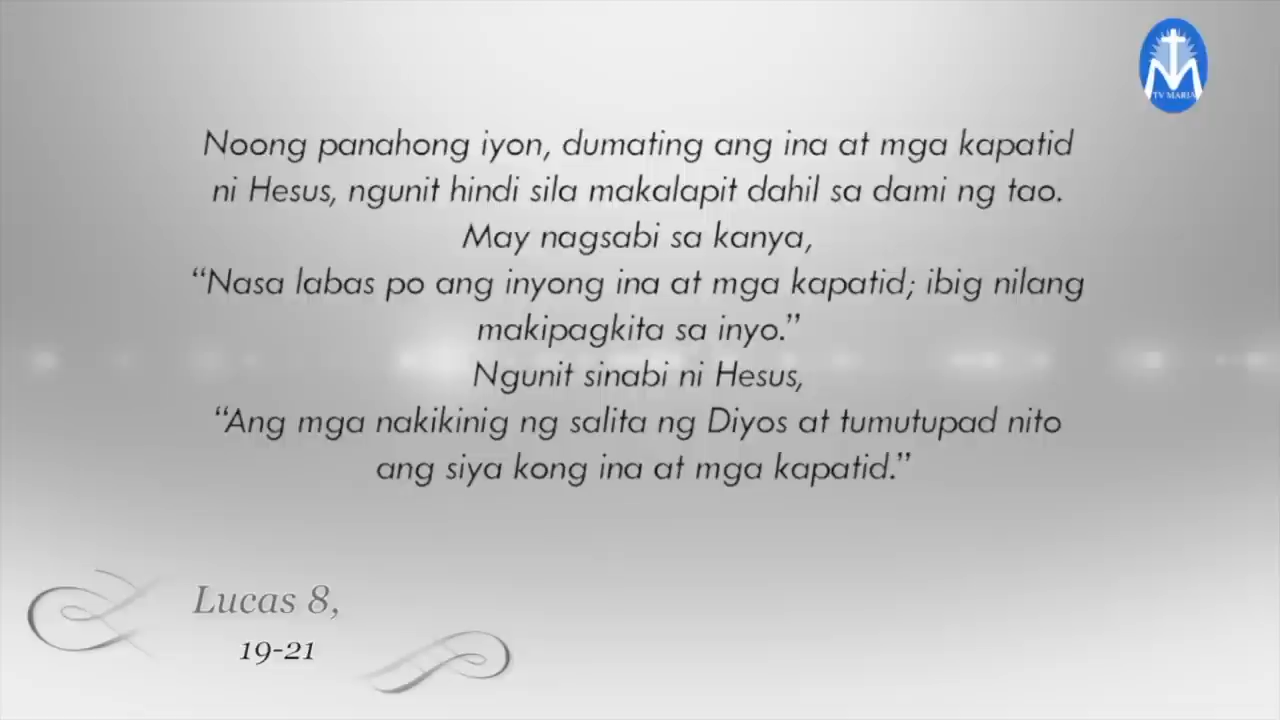 TV MARIA
Noong panahong iyon, dumating ang ina at mga kapatid
ni Hesus, ngunit hindi sila makalapit dahil sa dami ng tao.
May nagsabi sa kanya,
“Nasa labas po ang inyong ina at mga kapatid; ibig nilang
makipagkita sa inyo.”
Ngunit sinabi ni Hesus,
“Ang mga nakikinig ng salita ng Diyos at tumutupad nito
ang siya kong ina at mga kapatid.”
Lucas 8,
19-21